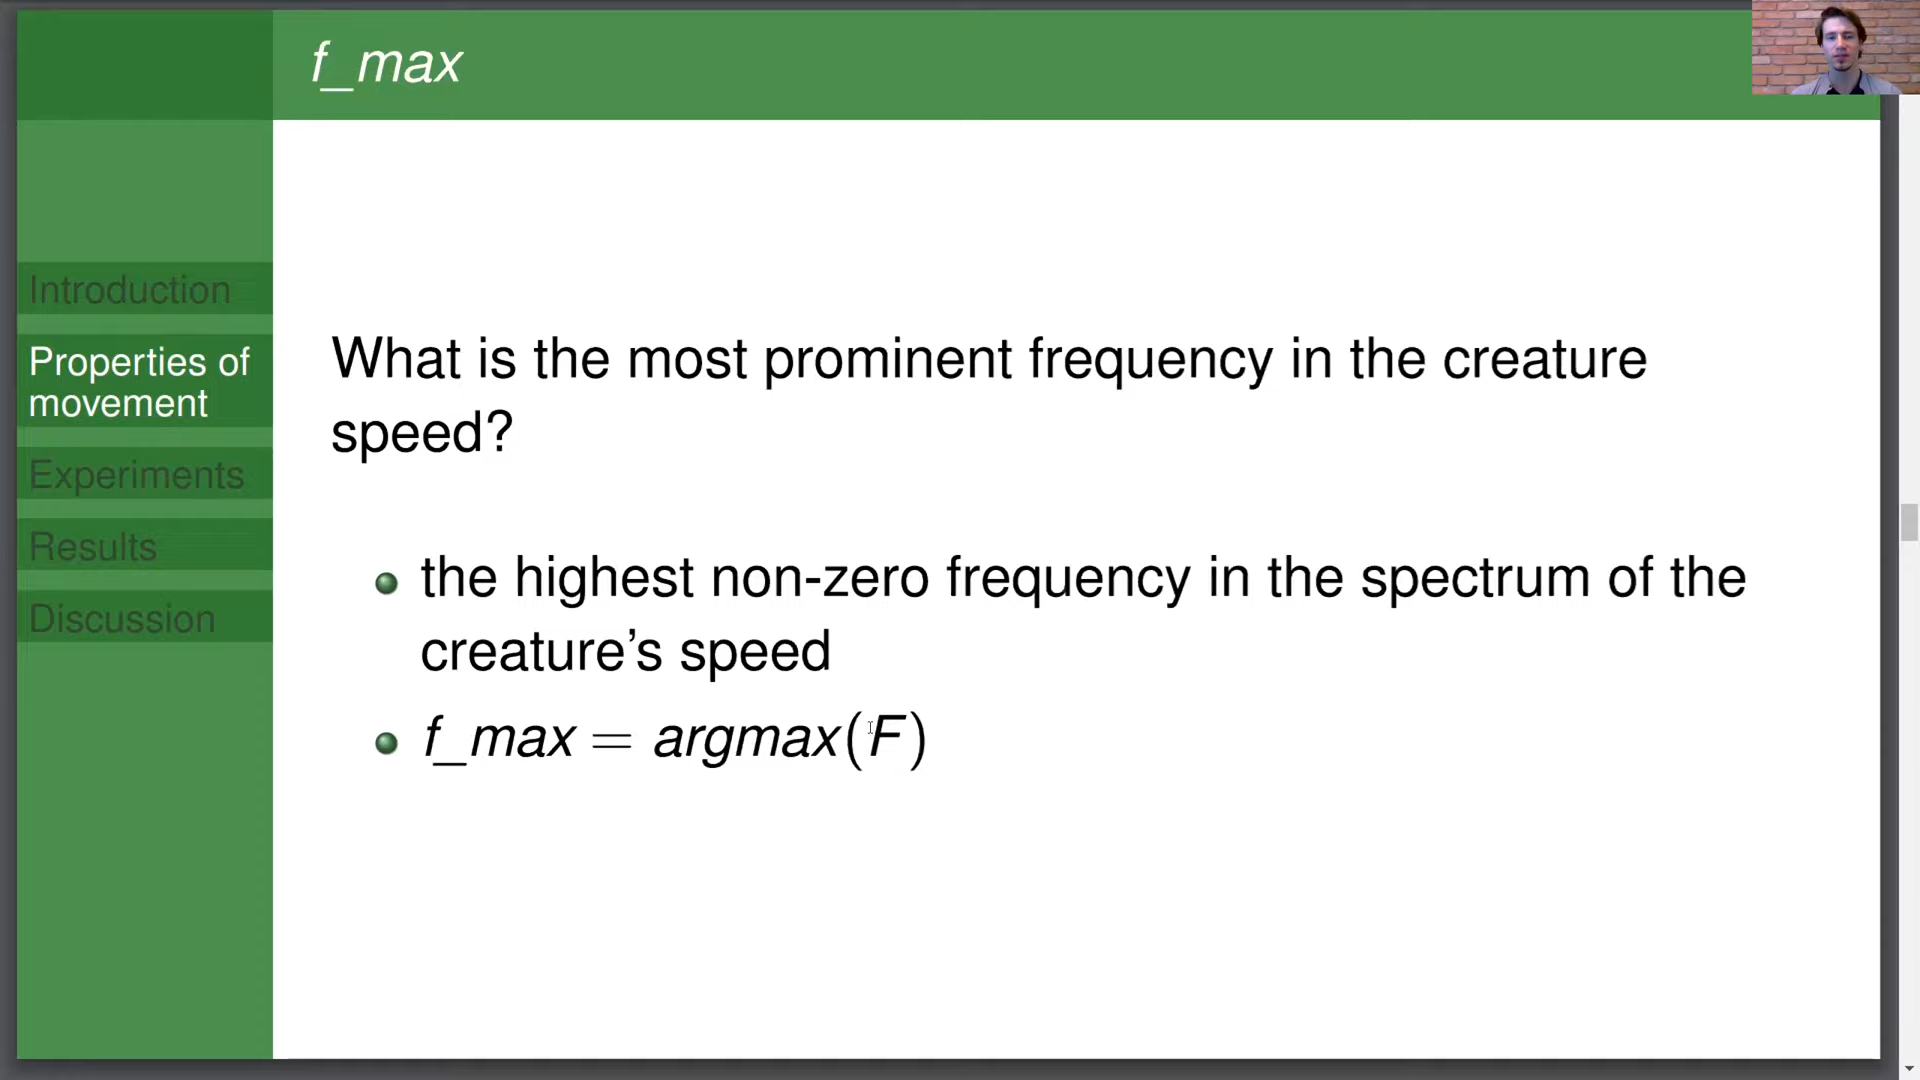 f_max
Introduction
Properties of
movement
Experiments
Results
Discussion
What is the most prominent frequency in the creature
speed?
the highest non-zero frequency in the spectrum of the
creature’s speed
f_max = argmax(F)